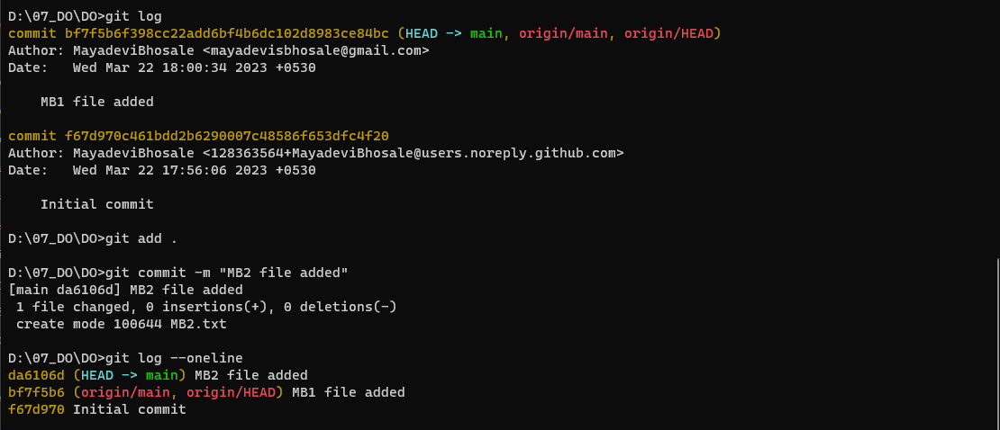 D:\07_DO\DO>git log
commit bf7f5b6f398cc22add6bf4b6dc102d8983ce84bc (HEAD -> main, origin/main, origin/HEAD)
Author: MayadeviBhosale <mayadevisbhosale@gmail.com>
Date:   Wed Mar 22 18:00:34 2023 +0530
    MB1 file added
commit f67d970c461bdd2b6290007c48586f653dfc4f20
Author: MayadeviBhosale <128363564+MayadeviBhosale@users.noreply.github.com>
Date:   Wed Mar 22 17:56:06 2023 +0530
    Initial commit
D:\07_DO\DO>git add .
D:\07_DO\DO>git commit -m "MB2 file added"
[main da6106d] MB2 file added
 1 file changed, 0 insertions(+), 0 deletions(-)
 create mode 100644 MB2.txt
D:\07_DO\DO>git log --oneline
da6106d (HEAD -> main) MB2 file added
bf7f5b6 (origin/main, origin/HEAD) MB1 file added
f67d970 Initial commit